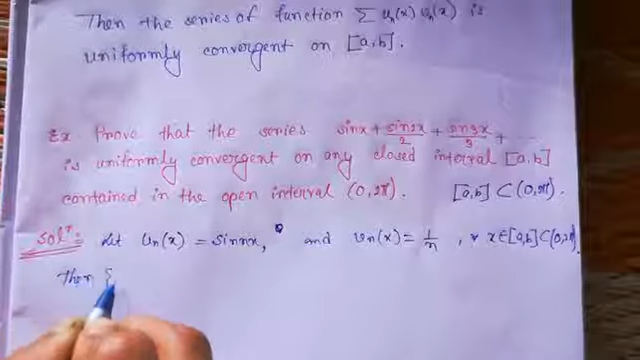 Then the series of function ∑ uₙ(x) vₙ(x) is
uniformly convergent on [a,b].
Ex Prove that the series sinx + sin2x/2 + sin3x/3 + ...
is uniformly convergent on any closed interval [a,b]
contained in the open interval (0,2π). [a,b] ⊂ (0,2π).
Solⁿ:- Let uₙ(x) = sinnx, and vₙ(x) = 1/n , ∀ x∈[a,b]⊂(0,2π).
Then ∑